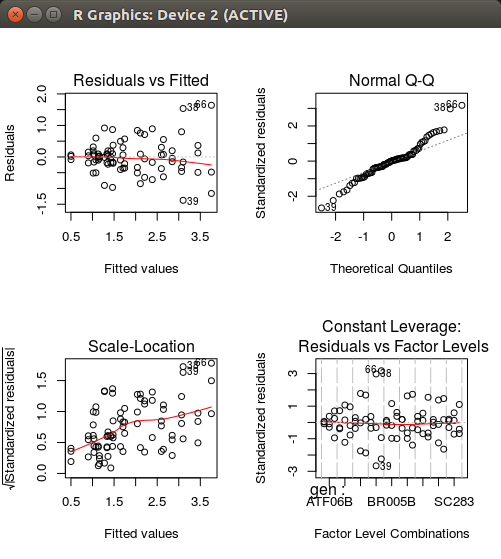 R Graphics: Device 2 (ACTIVE)
Residuals vs Fitted
Residuals
-1.5 0.0 1.0 2.0
38 66
39
0.5 1.5 2.5 3.5
Fitted values
Normal Q-Q
Standardized residuals
-2 0 2
38 66
39
-2 -1 0 1 2
Theoretical Quantiles
Scale-Location
√|Standardized residuals|
0.0 0.5 1.0 1.5
66
39
0.5 1.5 2.5 3.5
Fitted values
Constant Leverage:
Residuals vs Factor Levels
Standardized residuals
-3 -1 1 3
66 38
39
gen :
ATF06B BR005B SC283
Factor Level Combinations